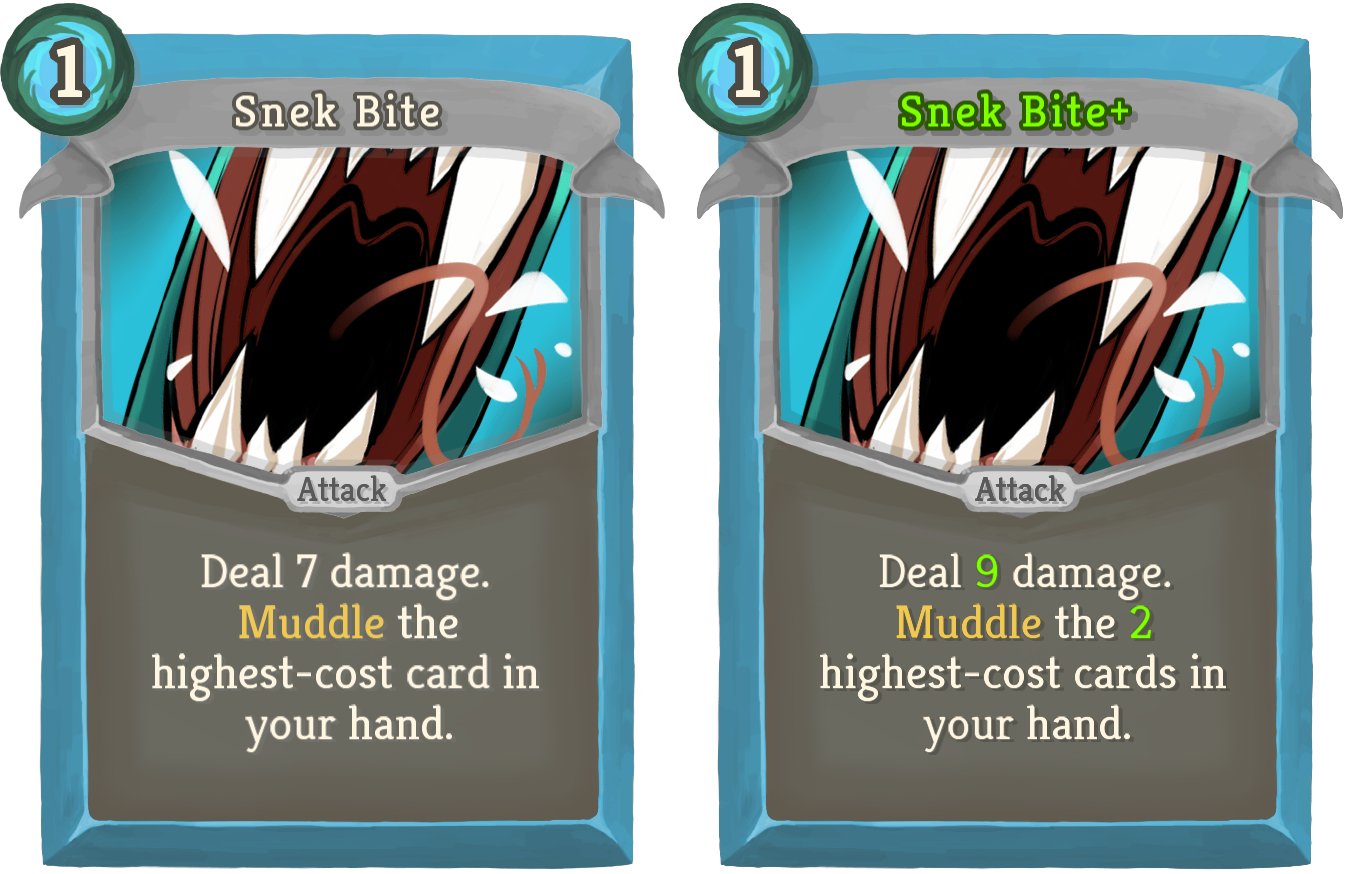 1
Snek Bite
Attack
Deal 7 damage.
Muddle the
highest-cost card in
your hand.
1
Snek Bite+
Attack
Deal 9 damage.
Muddle the 2
highest-cost cards in
your hand.